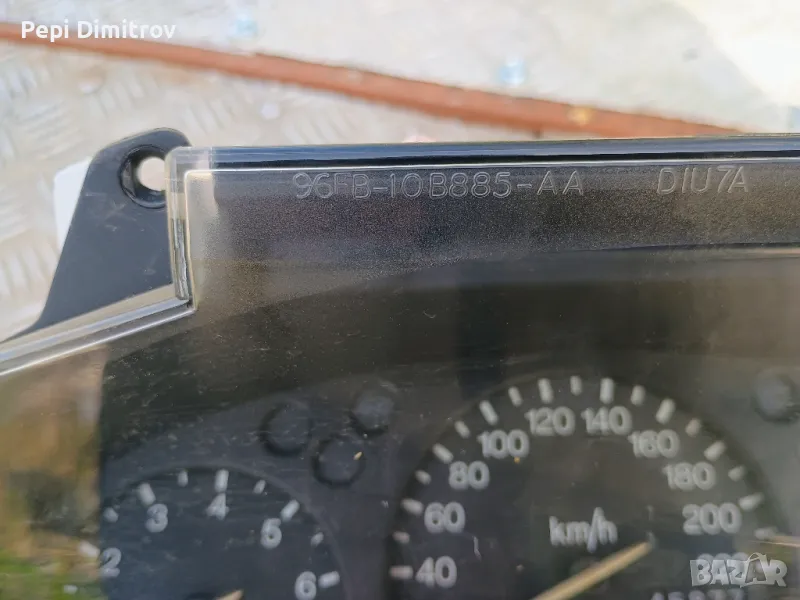 Pepi Dimitrov
96FB-10B885-AA DIU7A
100 120 140 160
80 180
60 200
40
km/h
2 3 4 5 6
bazar